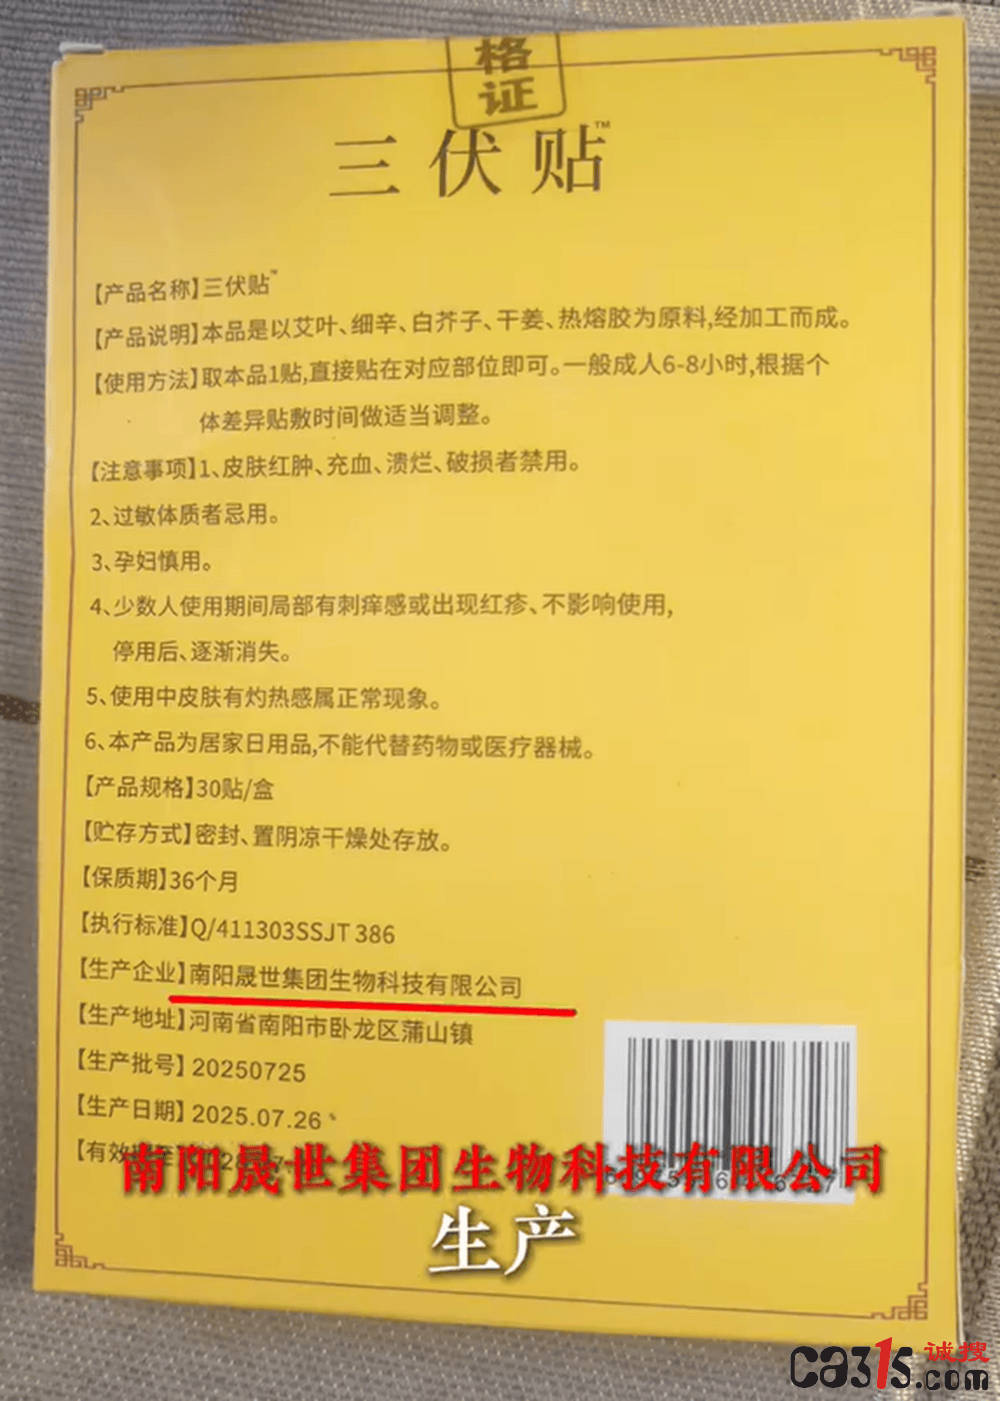 格
证
三伏贴™
【产品名称】三伏贴™
【产品说明】本品是以艾叶、细辛、白芥子、干姜、热熔胶为原料,经加工而成。
【使用方法】取本品1贴,直接贴在对应部位即可。一般成人6-8小时,根据个
体差异贴敷时间做适当调整。
【注意事项】1、皮肤红肿、充血、溃烂、破损者禁用。
2、过敏体质者忌用。
3、孕妇慎用。
4、少数人使用期间局部有刺痒感或出现红疹、不影响使用,
停用后、逐渐消失。
5、使用中皮肤有灼热感属正常现象。
6、本产品为居家日用品,不能代替药物或医疗器械。
【产品规格】30贴/盒
【贮存方式】密封、置阴凉干燥处存放。
【保质期】36个月
【执行标准】Q/411303SSJT 386
【生产企业】南阳晟世集团生物科技有限公司
【生产地址】河南省南阳市卧龙区蒲山镇
【生产批号】20250725
【生产日期】2025.07.26
【有效
南阳晟世集团生物科技有限公司
生产
ca315诚搜
.com